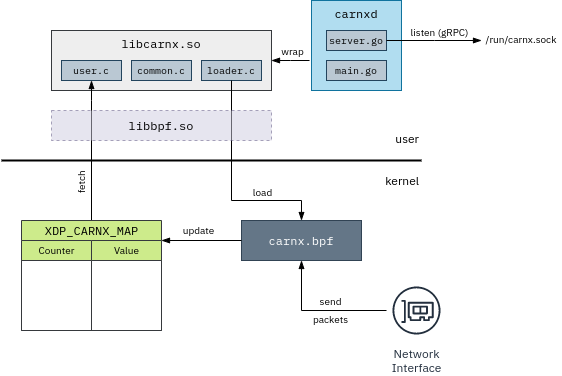 carnxd
libcarnx.so
server.go
listen (gRPC)
/run/carnx.sock
wrap
user.c
common.c
loader.c
main.go
libbpf.so
user
fetch
kernel
load
XDP_CARNX_MAP
update
carnx.bpf
Counter
Value
send
packets
Network
Interface